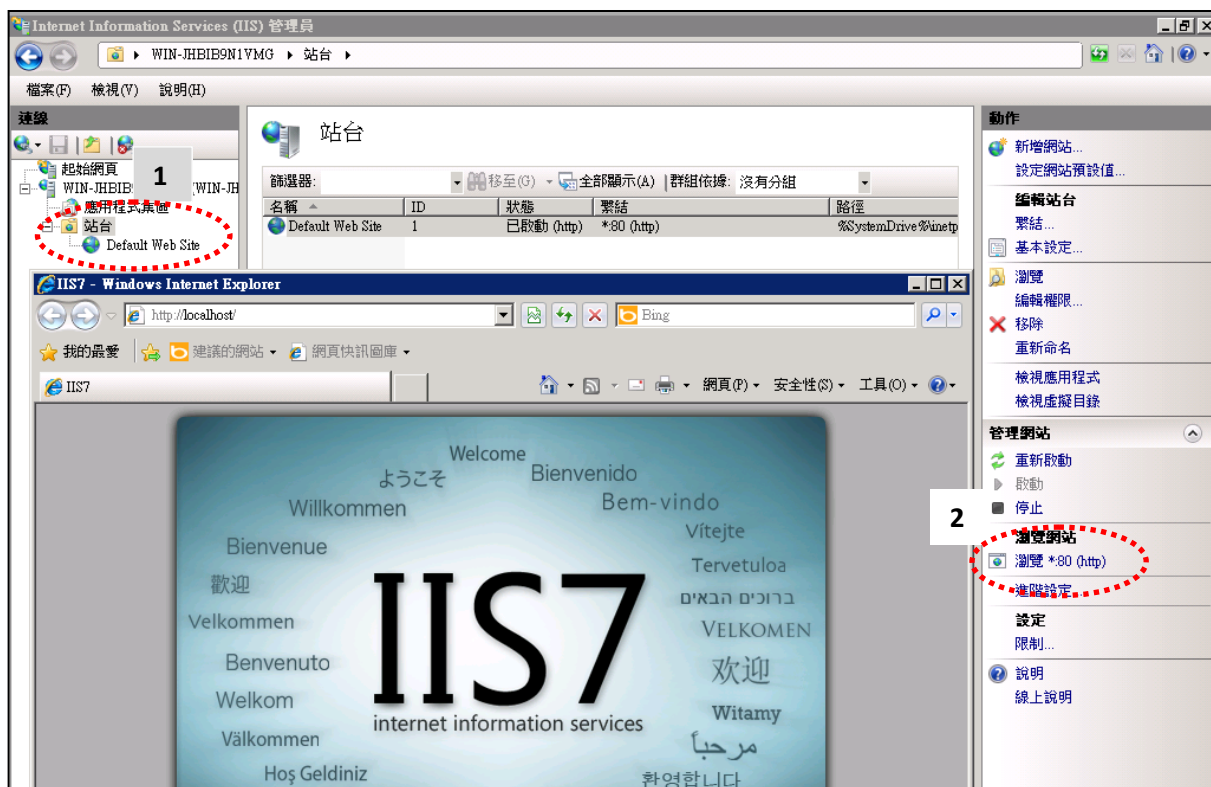 Internet Information Services (IIS) 管理員
WIN-JHBIB9N1VMG 站台
檔案(F) 檢視(V) 說明(H)
連線
起始網頁
1
WIN-JHBIB (WIN-JH
應用程式集區
站台
Default Web Site
站台
篩選器: 移至(G) 全部顯示(A) 群組依據: 沒有分組
名稱 ID 狀態 繫結 路徑
Default Web Site 1 已啟動 (http) *:80 (http) %SystemDrive%\inetp
IIS7 - Windows Internet Explorer
http://localhost/ Bing
我的最愛 建議的網站 網頁快訊圖庫
IIS7 網頁(P) 安全性(S) 工具(O)
Welcome
ようこそ
Bienvenido
Willkommen
Bem-vindo
Bienvenue
Vítejte
Tervetuloa
歡迎
ברוכים הבאים
Velkommen
VELKOMEN
Benvenuto
欢迎
Welkom
Witamy
IIS7
internet information services
Välkommen
مرحباً
Hoş Geldiniz
환영합니다
動作
新增網站...
設定網站預設值...
編輯站台
繫結...
基本設定...
瀏覽
編輯權限...
移除
重新命名
檢視應用程式
檢視虛擬目錄
管理網站
重新啟動
啟動
停止
2
瀏覽網站
瀏覽 *:80 (http)
進階設定...
設定
限制...
說明
線上說明